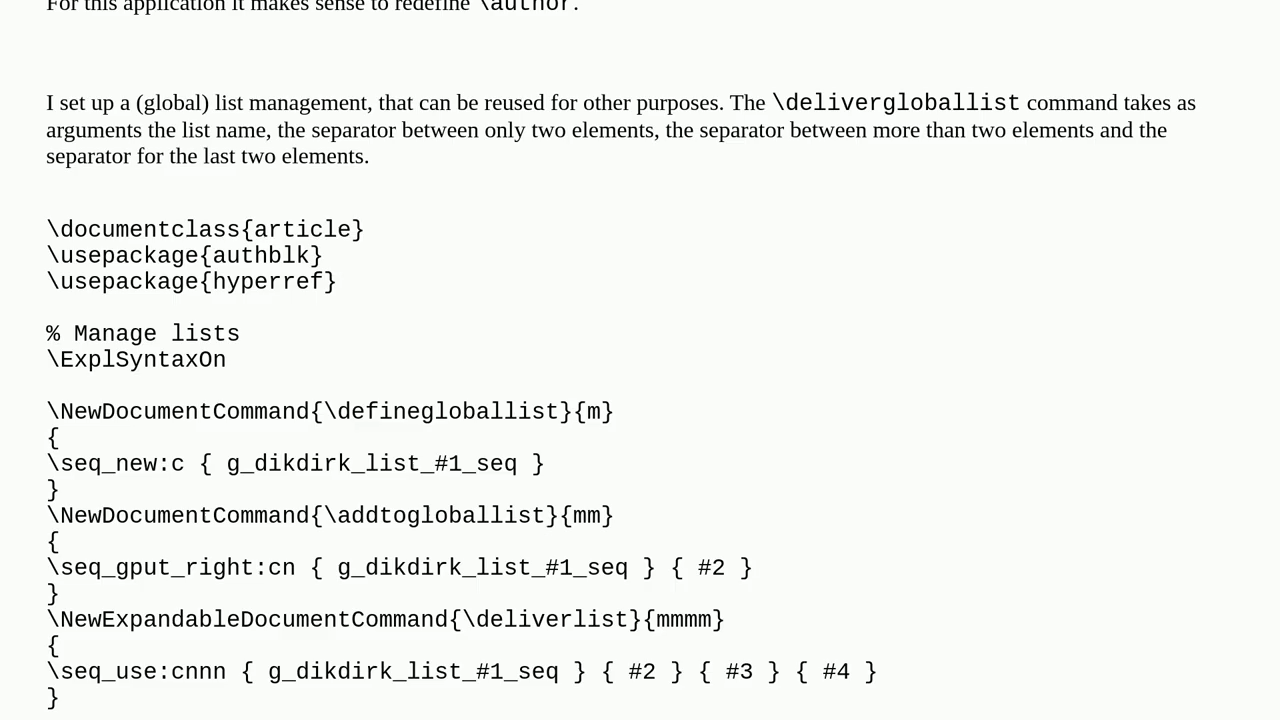 For this application it makes sense to redefine \author.
I set up a (global) list management, that can be reused for other purposes. The \delivergloballist command takes as
arguments the list name, the separator between only two elements, the separator between more than two elements and the
separator for the last two elements.
\documentclass{article}
\usepackage{authblk}
\usepackage{hyperref}
% Manage lists
\ExplSyntaxOn
\NewDocumentCommand{\definegloballist}{m}
{
\seq_new:c { g_dikdirk_list_#1_seq }
}
\NewDocumentCommand{\addtogloballist}{mm}
{
\seq_gput_right:cn { g_dikdirk_list_#1_seq } { #2 }
}
\NewExpandableDocumentCommand{\deliverlist}{mmmm}
{
\seq_use:cnnn { g_dikdirk_list_#1_seq } { #2 } { #3 } { #4 }
}